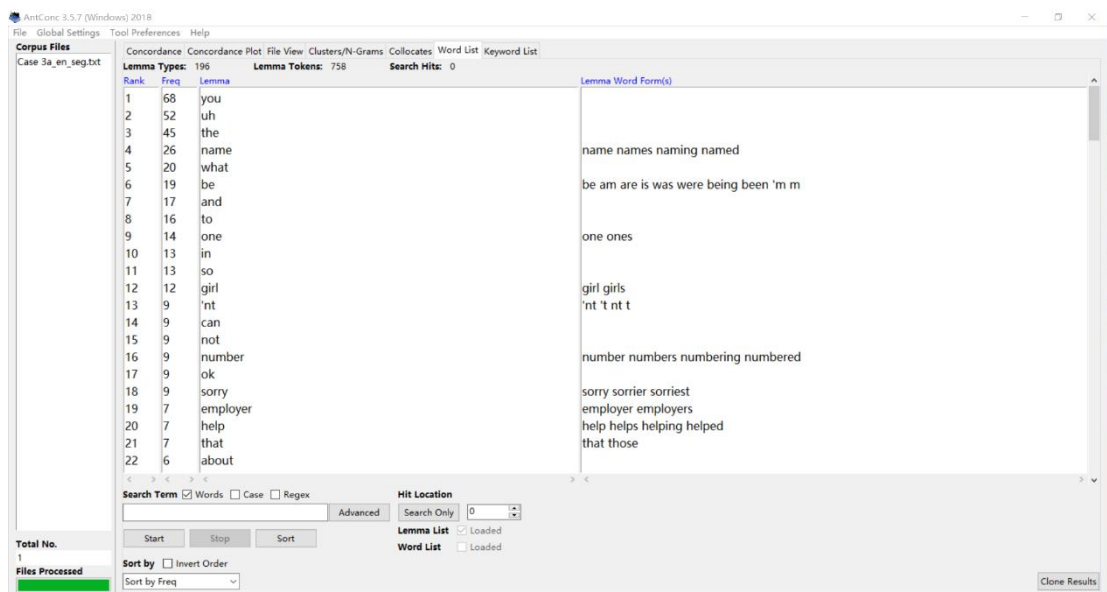 AntConc 3.5.7 (Windows) 2018
File Global Settings Tool Preferences Help
Corpus Files
Case 3a_en_seg.txt
Concordance Concordance Plot File View Clusters/N-Grams Collocates Word List Keyword List
Lemma Types: 196 Lemma Tokens: 758 Search Hits: 0
Rank Freq Lemma Lemma Word Form(s)
1 68 you
2 52 uh
3 45 the
4 26 name name names naming named
5 20 what
6 19 be be am are is was were being been 'm m
7 17 and
8 16 to
9 14 one one ones
10 13 in
11 13 so
12 12 girl girl girls
13 9 'nt 'nt 't nt t
14 9 can
15 9 not
16 9 number number numbers numbering numbered
17 9 ok
18 9 sorry sorry sorrier sorriest
19 7 employer employer employers
20 7 help help helps helping helped
21 7 that that those
22 6 about
Search Term Words Case Regex Hit Location
Advanced Search Only 0
Start Stop Sort Lemma List Loaded
Word List Loaded
Total No.
1
Files Processed
Sort by Invert Order
Sort by Freq
Clone Results